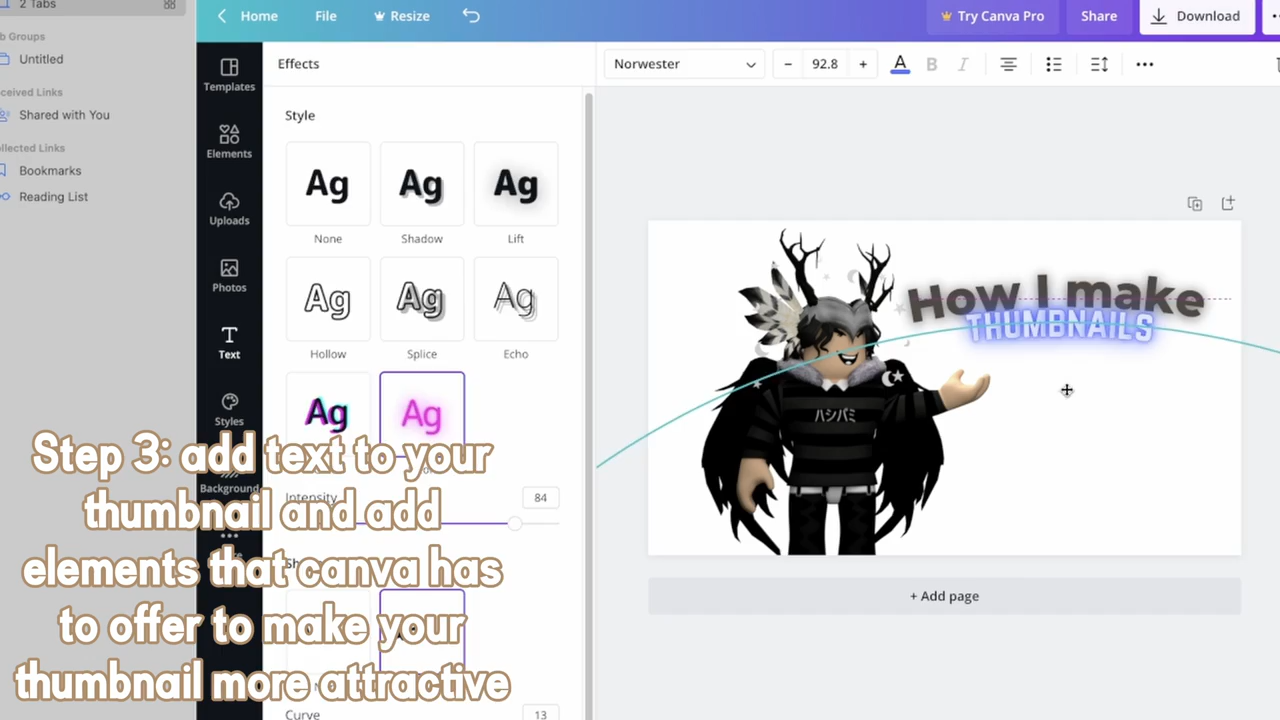 2 Tabs
b Groups
Untitled
ceived Links
Shared with You
ollected Links
Bookmarks
Reading List
Home
File
Resize
Try Canva Pro
Share
Download
Templates
Elements
Uploads
Photos
Text
Styles
Background
Effects
Style
Ag
Ag
Ag
None
Shadow
Lift
Ag
Ag
Ag
Hollow
Splice
Echo
Ag
Ag
Intensity
84
Sh
Curve
13
Norwester
92.8
A
B
I
How I make
THUMBNAILS
ハシバミ
+ Add page
Step 3: add text to your
thumbnail and add
elements that canva has
to offer to make your
thumbnail more attractive